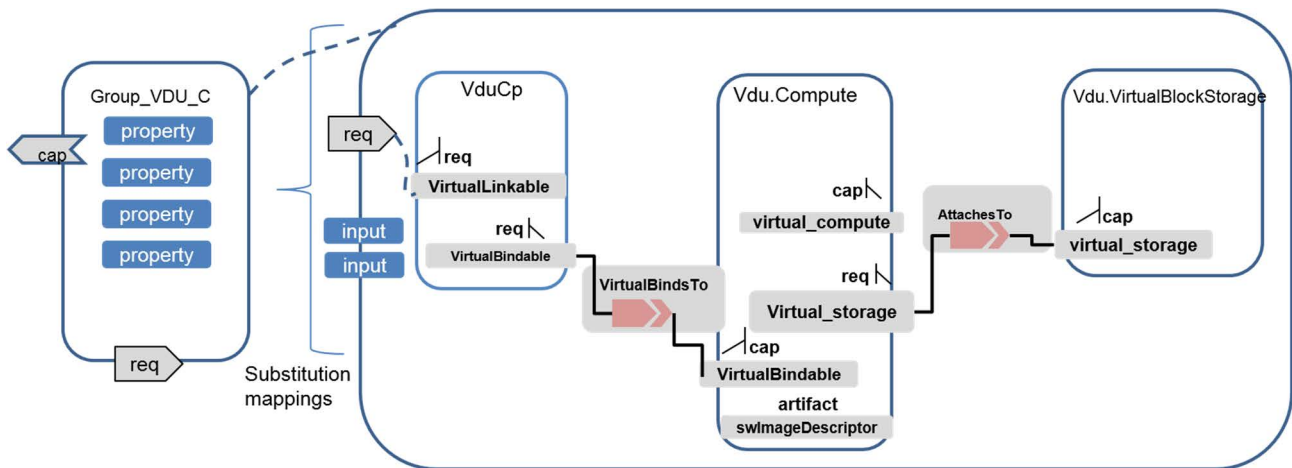 Group_VDU_C
property
property
property
property
cap
req
Substitution
mappings
req
input
input
VduCp
req
VirtualLinkable
req
VirtualBindable
VirtualBindsTo
Vdu.Compute
cap
virtual_compute
req
Virtual_storage
cap
VirtualBindable
artifact
swImageDescriptor
AttachesTo
Vdu.VirtualBlockStorage
cap
virtual_storage